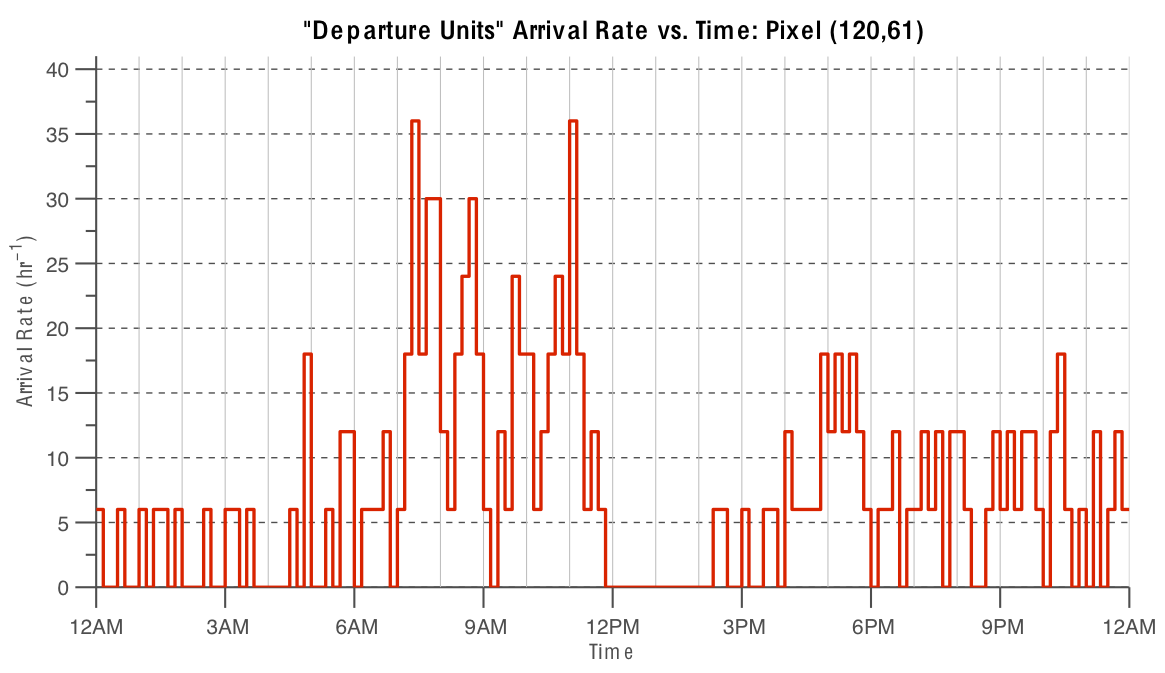 "Departure Units" Arrival Rate vs. Time: Pixel (120,61)
40
35
30
25
20
15
10
5
0
Arrival Rate (hr⁻¹)
12AM 3AM 6AM 9AM 12PM 3PM 6PM 9PM 12AM
Time